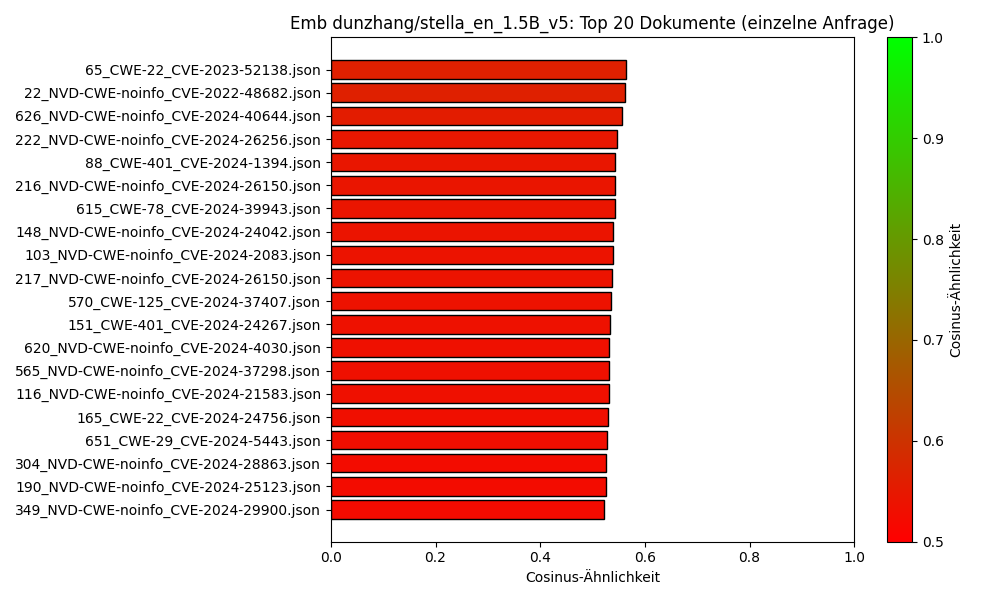 Emb dunzhang/stella_en_1.5B_v5: Top 20 Dokumente (einzelne Anfrage)
65_CWE-22_CVE-2023-52138.json
22_NVD-CWE-noinfo_CVE-2022-48682.json
626_NVD-CWE-noinfo_CVE-2024-40644.json
222_NVD-CWE-noinfo_CVE-2024-26256.json
88_CWE-401_CVE-2024-1394.json
216_NVD-CWE-noinfo_CVE-2024-26150.json
615_CWE-78_CVE-2024-39943.json
148_NVD-CWE-noinfo_CVE-2024-24042.json
103_NVD-CWE-noinfo_CVE-2024-2083.json
217_NVD-CWE-noinfo_CVE-2024-26150.json
570_CWE-125_CVE-2024-37407.json
151_CWE-401_CVE-2024-24267.json
620_NVD-CWE-noinfo_CVE-2024-4030.json
565_NVD-CWE-noinfo_CVE-2024-37298.json
116_NVD-CWE-noinfo_CVE-2024-21583.json
165_CWE-22_CVE-2024-24756.json
651_CWE-29_CVE-2024-5443.json
304_NVD-CWE-noinfo_CVE-2024-28863.json
190_NVD-CWE-noinfo_CVE-2024-25123.json
349_NVD-CWE-noinfo_CVE-2024-29900.json
0.0 0.2 0.4 0.6 0.8 1.0
Cosinus-Ähnlichkeit
1.0
0.9
0.8
0.7
0.6
0.5
Cosinus-Ähnlichkeit